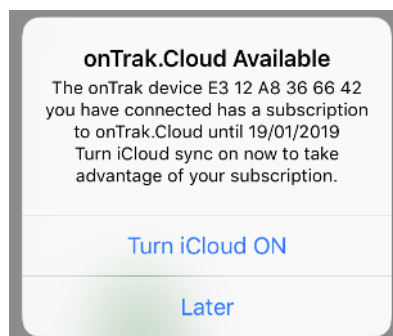 onTrak.Cloud Available
The onTrak device E3 12 A8 36 66 42
you have connected has a subscription
to onTrak.Cloud until 19/01/2019
Turn iCloud sync on now to take
advantage of your subscription.
Turn iCloud ON
Later